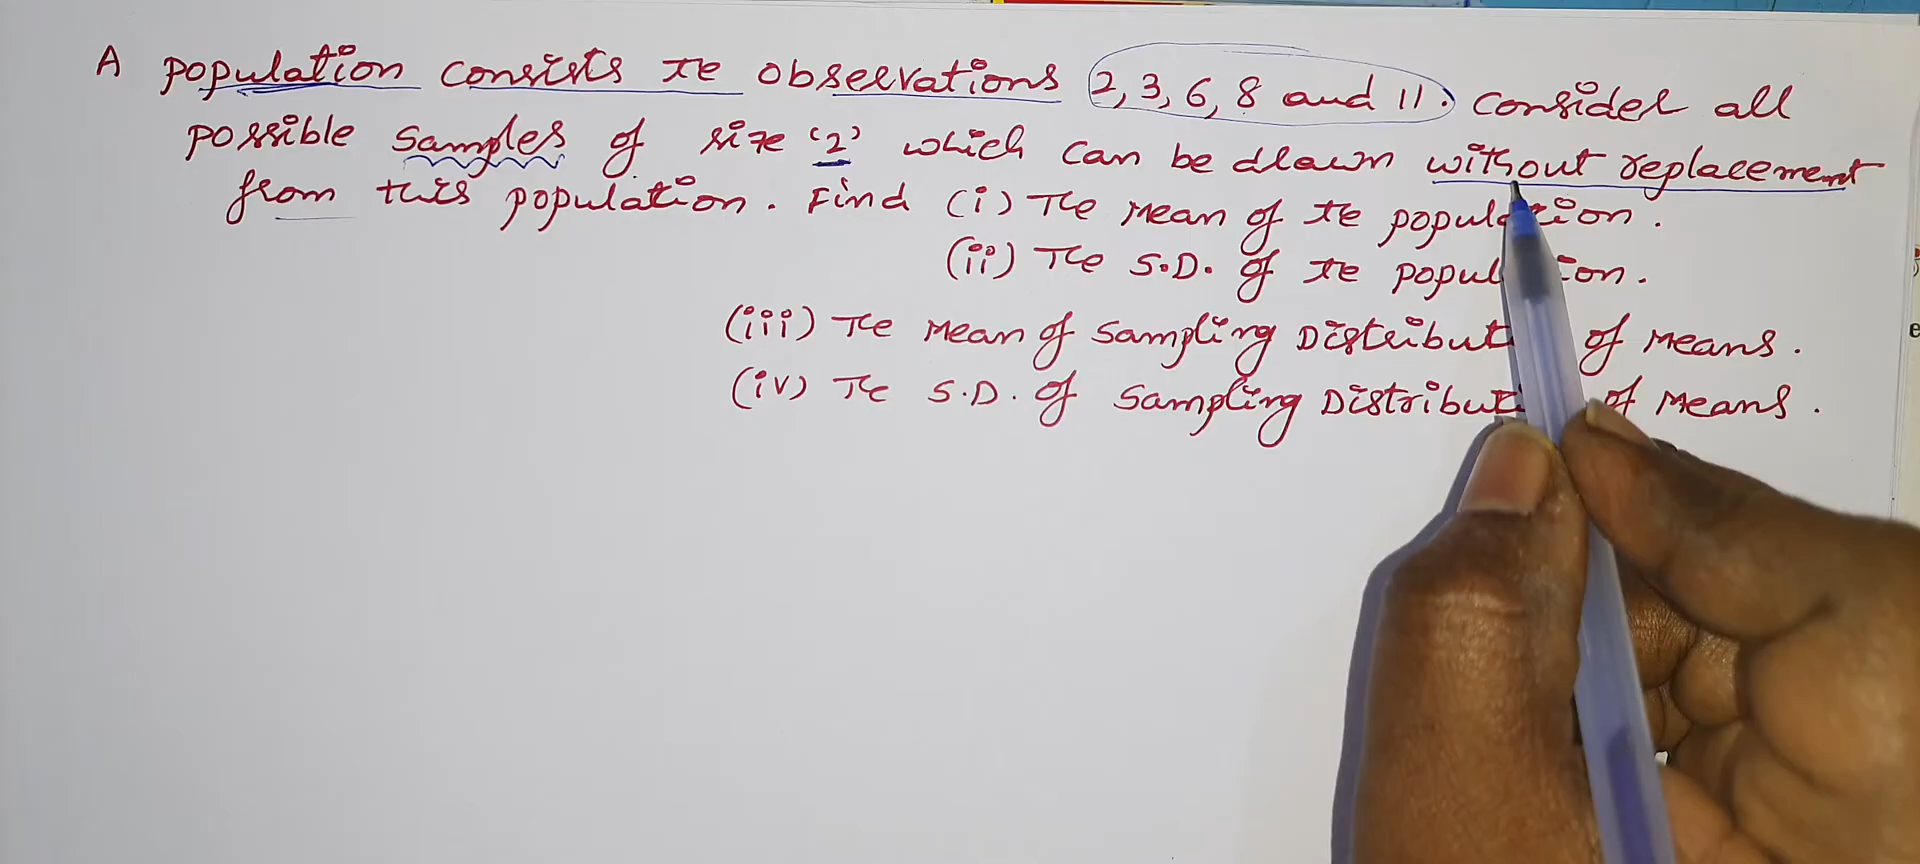 A population consists the observations 2, 3, 6, 8 and 11. Consider all
possible samples of size '2' which can be drawn without replacement
from this population. Find (i) The Mean of the population.
(ii) The S.D. of the population.
(iii) The Mean of Sampling Distribut of Means.
(iv) The S.D. of Sampling Distributi of Means.